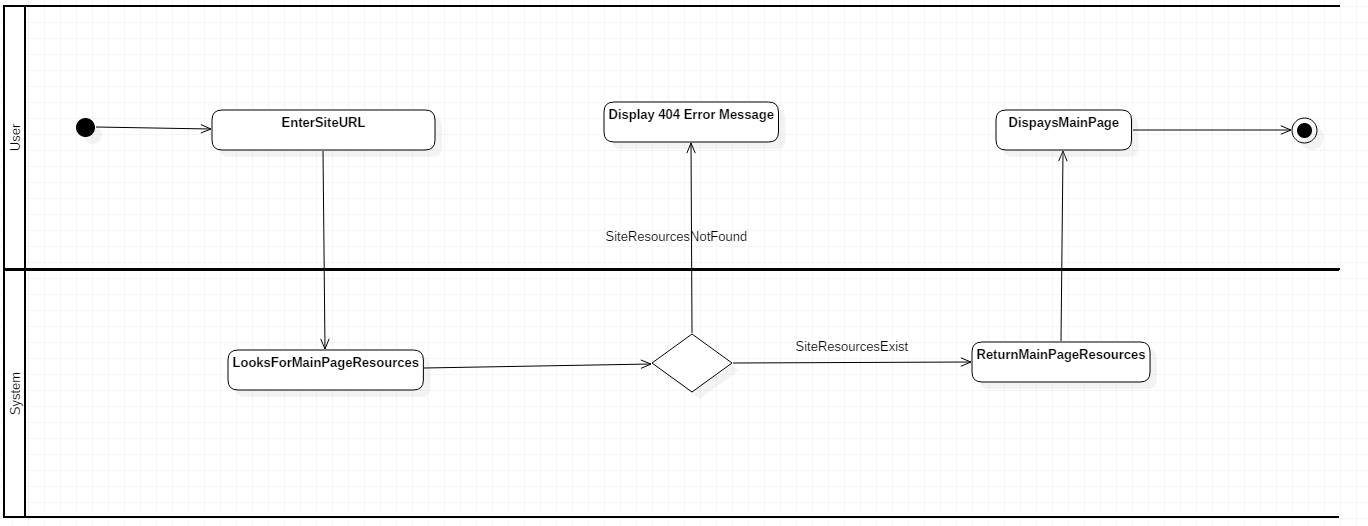 User
EnterSiteURL
Display 404 Error Message
DispaysMainPage
SiteResourcesNotFound
System
LooksForMainPageResources
SiteResourcesExist
ReturnMainPageResources